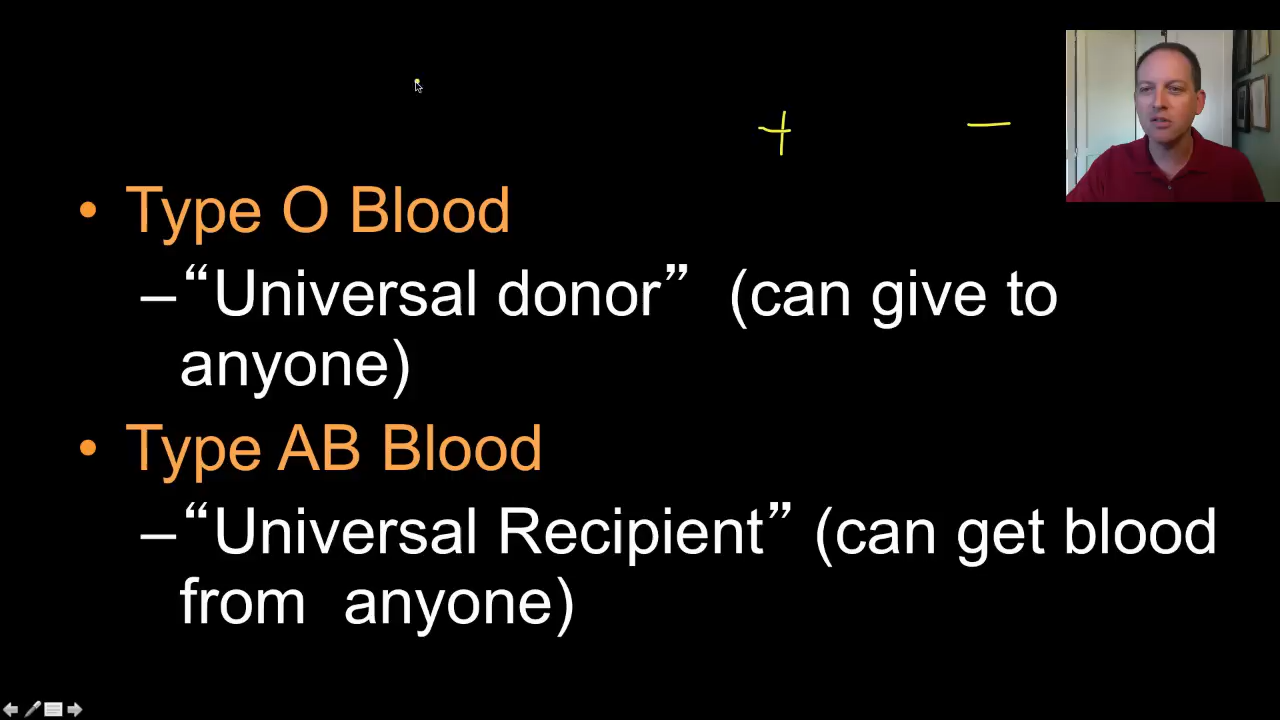 + –
• Type O Blood
–“Universal donor” (can give to
anyone)
• Type AB Blood
–“Universal Recipient” (can get blood
from anyone)